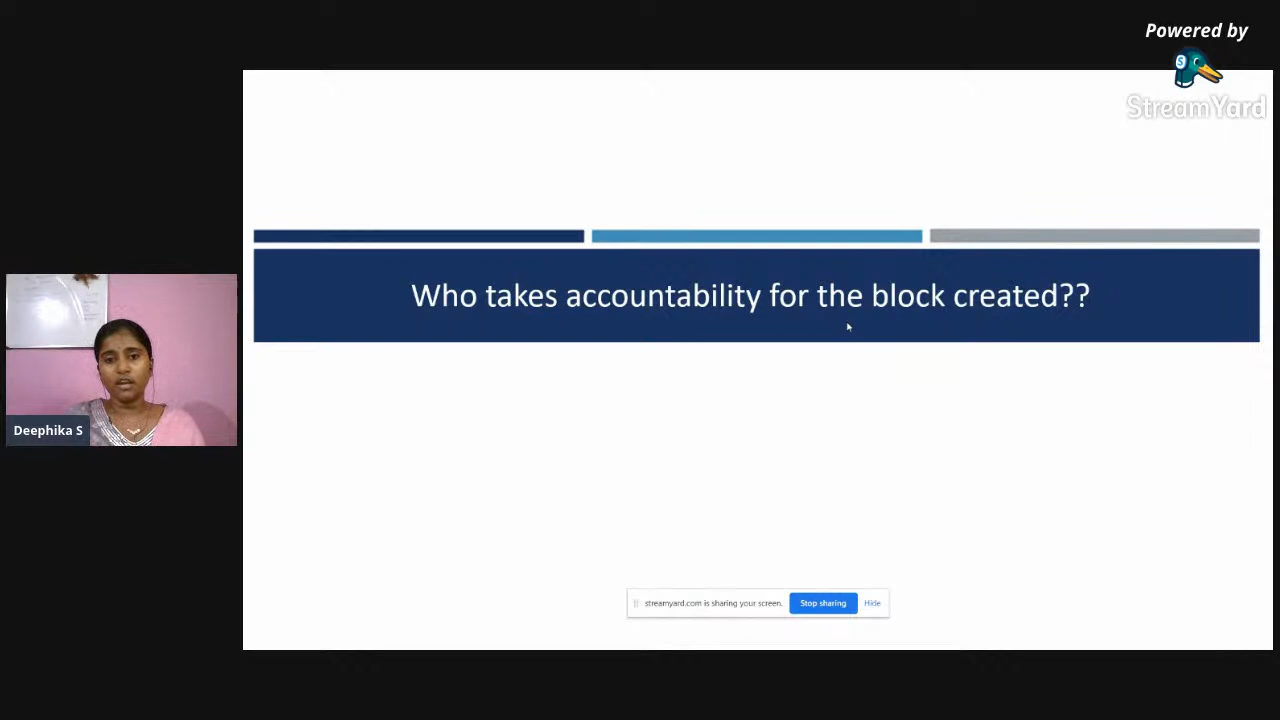 Powered by
StreamYard
Who takes accountability for the block created??
Deephika S
streamyard.com is sharing your screen.
Stop sharing
Hide